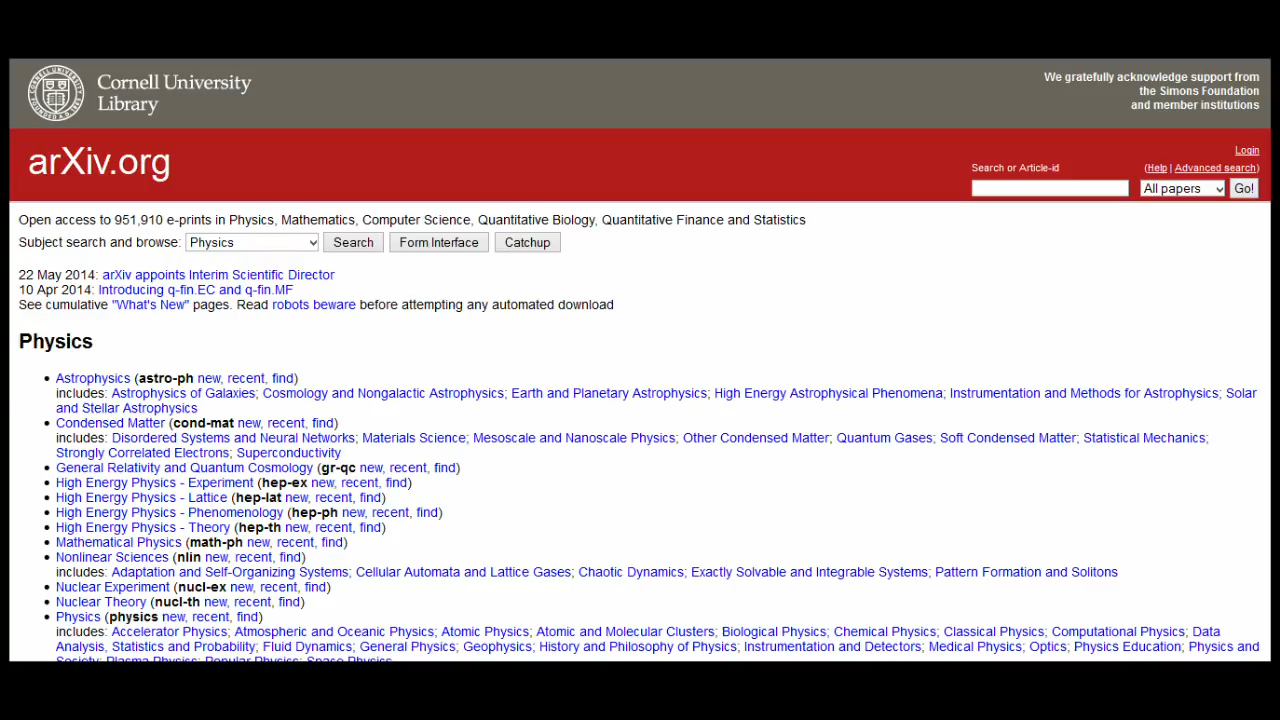 Cornell University
Library
We gratefully acknowledge support from
the Simons Foundation
and member institutions
arXiv.org
Login
Search or Article-id
(Help | Advanced search)
All papers
Go!
Open access to 951,910 e-prints in Physics, Mathematics, Computer Science, Quantitative Biology, Quantitative Finance and Statistics
Subject search and browse: Physics Search Form Interface Catchup
22 May 2014: arXiv appoints Interim Scientific Director
10 Apr 2014: Introducing q-fin.EC and q-fin.MF
See cumulative "What's New" pages. Read robots beware before attempting any automated download
Physics
• Astrophysics (astro-ph new, recent, find)
includes: Astrophysics of Galaxies; Cosmology and Nongalactic Astrophysics; Earth and Planetary Astrophysics; High Energy Astrophysical Phenomena; Instrumentation and Methods for Astrophysics; Solar
and Stellar Astrophysics
• Condensed Matter (cond-mat new, recent, find)
includes: Disordered Systems and Neural Networks; Materials Science; Mesoscale and Nanoscale Physics; Other Condensed Matter; Quantum Gases; Soft Condensed Matter; Statistical Mechanics;
Strongly Correlated Electrons; Superconductivity
• General Relativity and Quantum Cosmology (gr-qc new, recent, find)
• High Energy Physics - Experiment (hep-ex new, recent, find)
• High Energy Physics - Lattice (hep-lat new, recent, find)
• High Energy Physics - Phenomenology (hep-ph new, recent, find)
• High Energy Physics - Theory (hep-th new, recent, find)
• Mathematical Physics (math-ph new, recent, find)
• Nonlinear Sciences (nlin new, recent, find)
includes: Adaptation and Self-Organizing Systems; Cellular Automata and Lattice Gases; Chaotic Dynamics; Exactly Solvable and Integrable Systems; Pattern Formation and Solitons
• Nuclear Experiment (nucl-ex new, recent, find)
• Nuclear Theory (nucl-th new, recent, find)
• Physics (physics new, recent, find)
includes: Accelerator Physics; Atmospheric and Oceanic Physics; Atomic Physics; Atomic and Molecular Clusters; Biological Physics; Chemical Physics; Classical Physics; Computational Physics; Data
Analysis, Statistics and Probability; Fluid Dynamics; General Physics; Geophysics; History and Philosophy of Physics; Instrumentation and Detectors; Medical Physics; Optics; Physics Education; Physics and
Society; Plasma Physics; Popular Physics; Space Physics